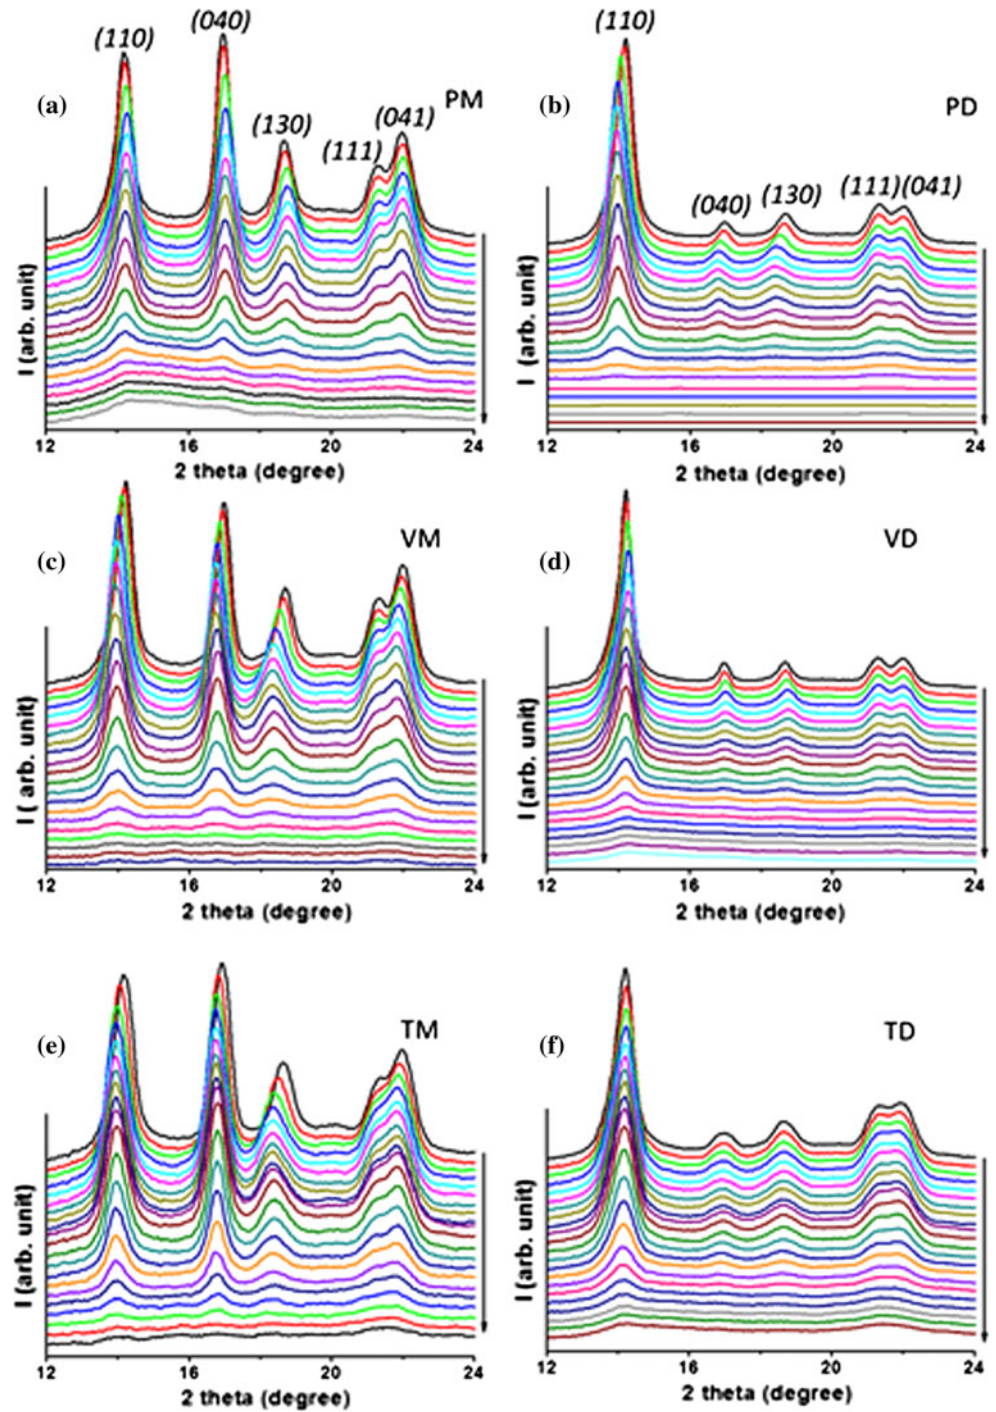 (110) (040) (130) (111) (041)
(a) PM
I (arb. unit)
12 16 20 24
2 theta (degree)
(110) (040) (130) (111) (041)
(b) PD
I (arb. unit)
12 16 20 24
2 theta (degree)
(c) VM
I ( arb. unit)
12 16 20 24
2 theta (degree)
(d) VD
I (arb. unit)
12 16 20 24
2 theta (degree)
(e) TM
I (arb. unit)
12 16 20 24
2 theta (degree)
(f) TD
I (arb. unit)
12 16 20 24
2 theta (degree)